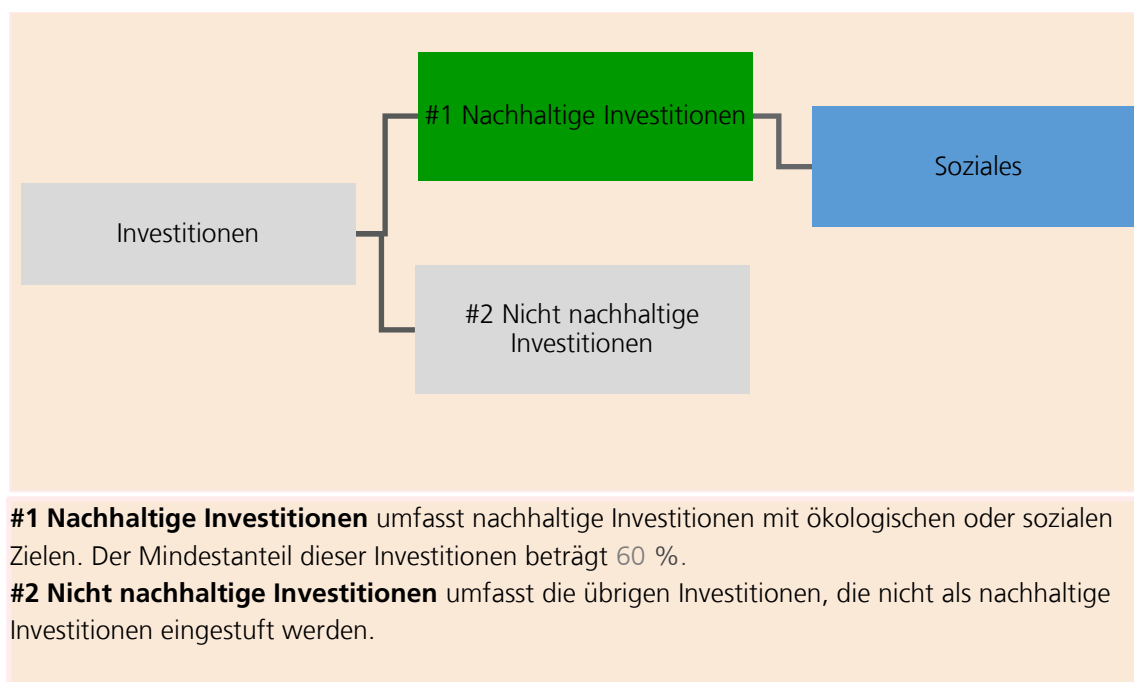 #1 Nachhaltige Investitionen
Soziales
Investitionen
#2 Nicht nachhaltige
Investitionen
#1 Nachhaltige Investitionen umfasst nachhaltige Investitionen mit ökologischen oder sozialen
Zielen. Der Mindestanteil dieser Investitionen beträgt 60 %.
#2 Nicht nachhaltige Investitionen umfasst die übrigen Investitionen, die nicht als nachhaltige
Investitionen eingestuft werden.